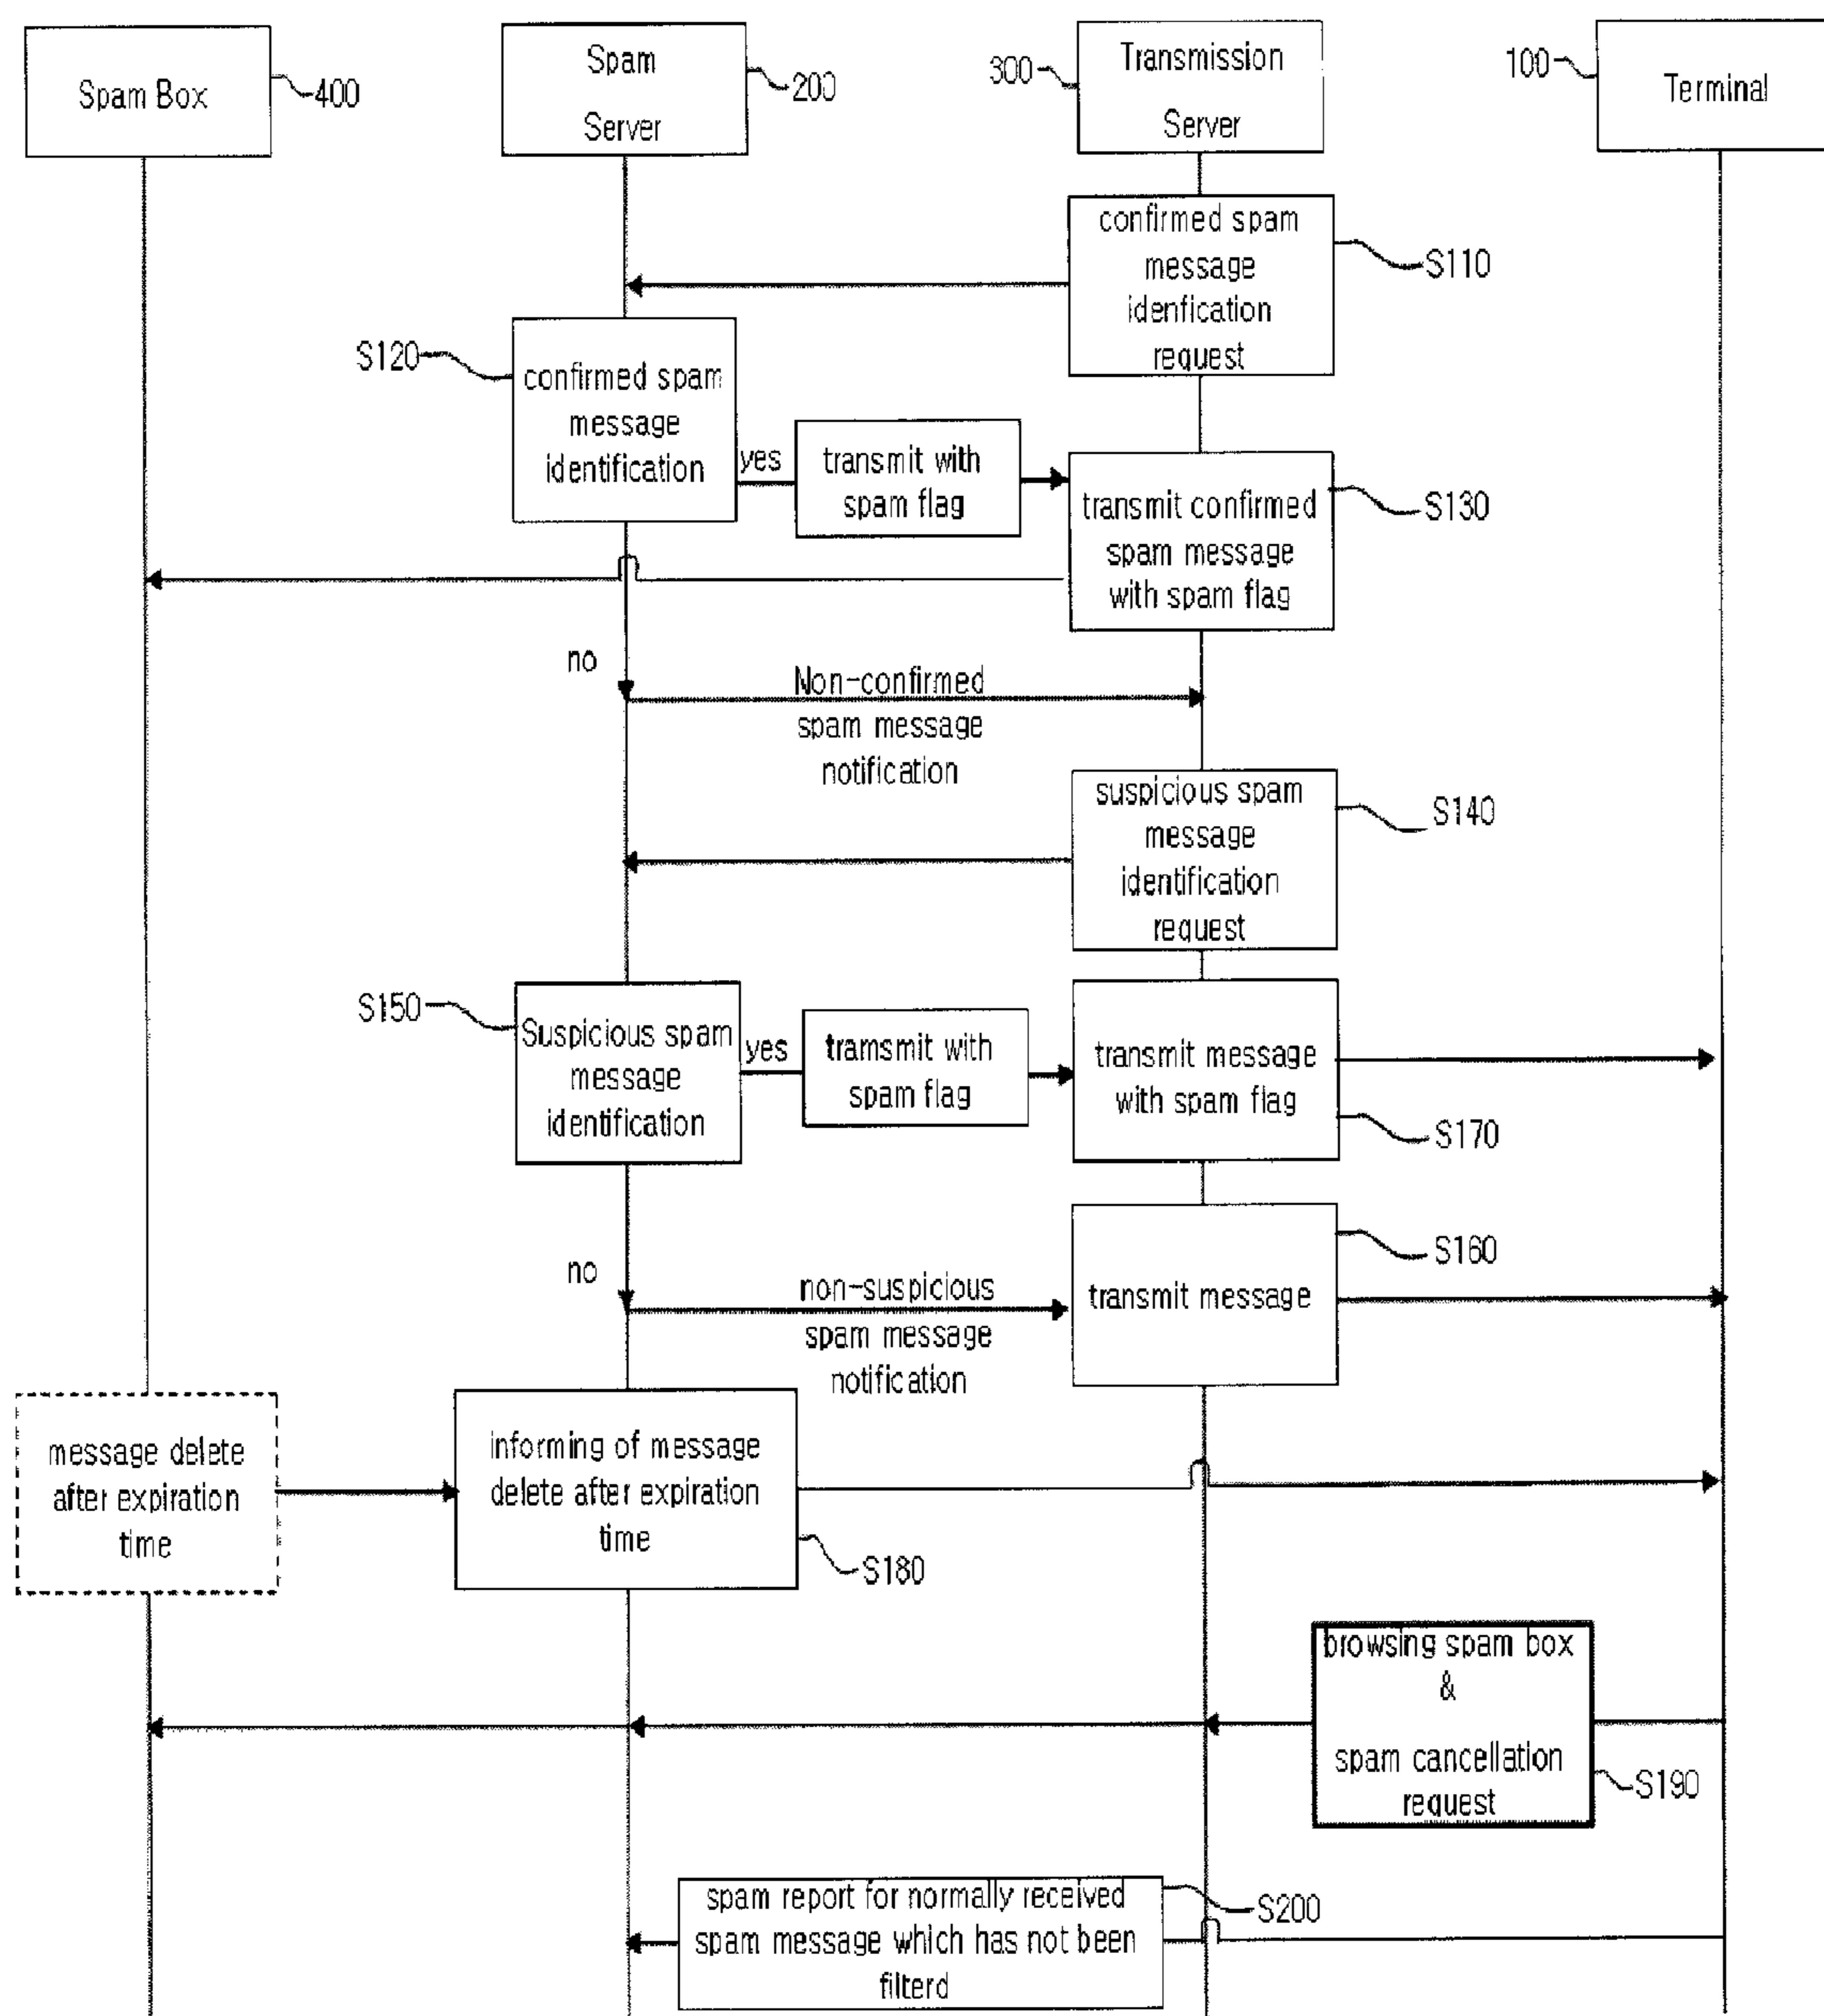 Spam Box
400
Spam
Server
200
300
Transmission
Server
100
Terminal
confirmed spam
message
idenfication
request
S110
S120
confirmed spam
message
identification
yes
transmit with
spam flag
transmit confirmed
spam message
with spam flag
S130
no
Non-confirmed
spam message
notification
suspicious spam
message
identification
request
S140
S150
Suspicious spam
message
identification
yes
tramsmit with
spam flag
transmit message
with spam flag
S170
no
non-suspicious
spam message
notification
transmit message
S160
message delete
after expiration
time
informing of message
delete after expiration
time
S180
browsing spam box
&
spam cancellation
request
S190
spam report for normally received
spam message which has not been
filterd
S200